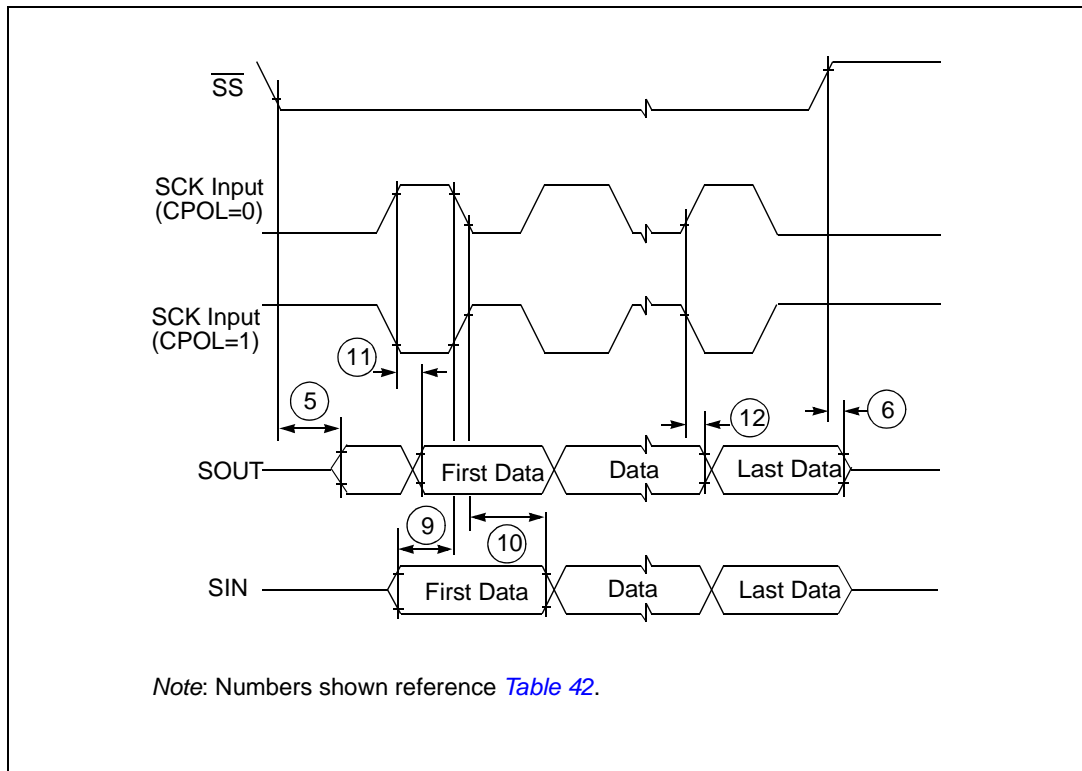 SS
SCK Input
(CPOL=0)
SCK Input
(CPOL=1)
11
5
12
6
SOUT
First Data
Data
Last Data
9
10
SIN
First Data
Data
Last Data
Note: Numbers shown reference Table 42.